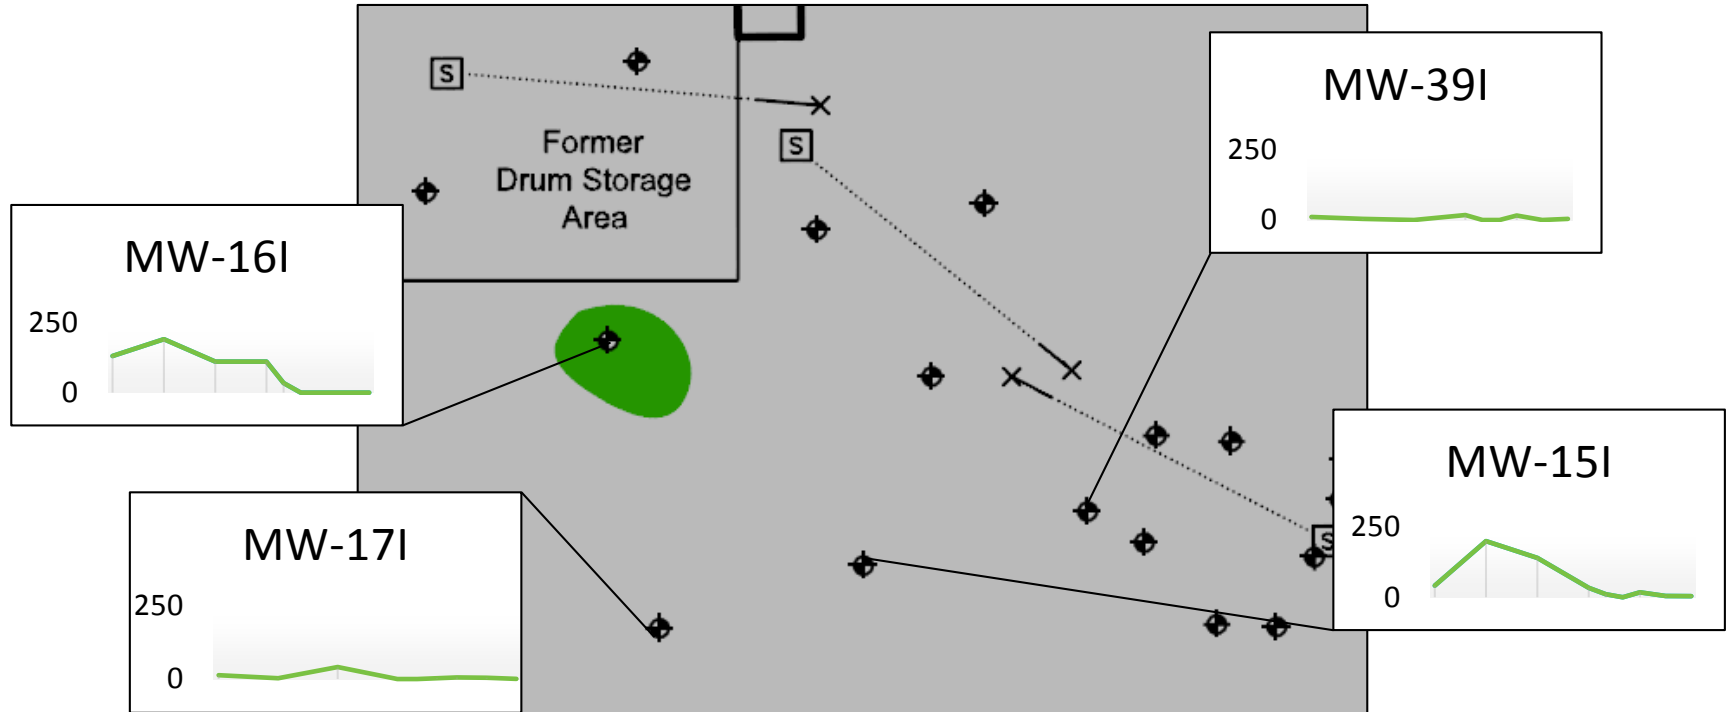 S
S
Former
Drum Storage
Area
MW-39I
250
0
MW-16I
250
0
MW-15I
250
0
S
MW-17I
250
0